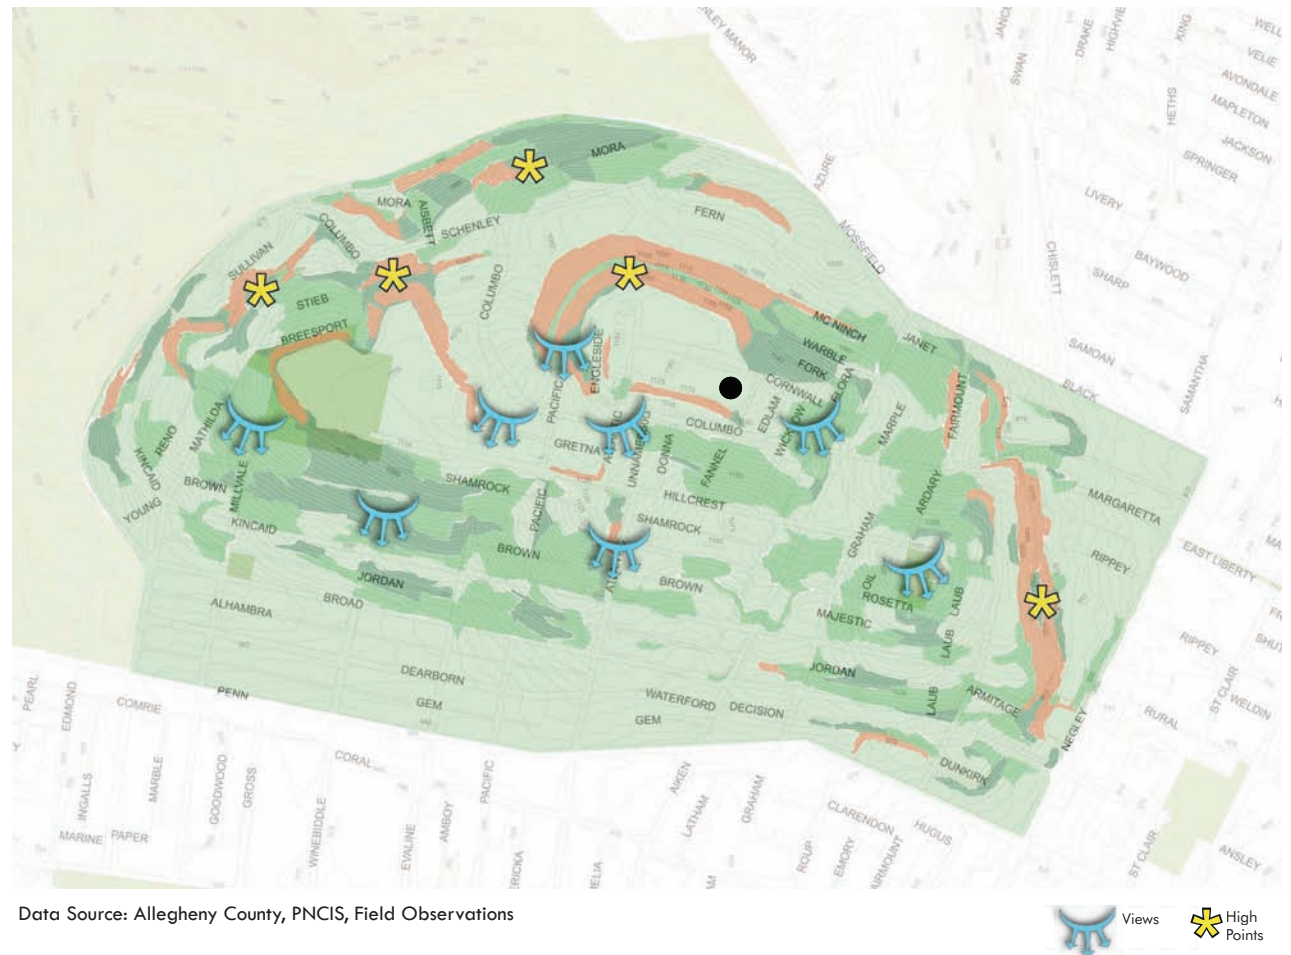 HENLEY MANOR
SWAN
DRAKE
KING
VELIE
AVONDALE
HETHS
MAPLETON
JACKSON
SPRINGER
MORA
AZURE
LIVERY
MORA
AISBETT
FERN
COLUMBO
SCHENLEY
MOSSFIELD
SULLIVAN
CHISLETT
BAYWOOD
SHARP
COLUMBO
STIEB
BREESPORT
MC NINCH
JANET
WARBLE
ENGLESIDE
FORK
SAMOAN
SAMANTHA
CORNWALL
FLORA
BLACK
PACIFIC
EDLAM
FAIRMOUNT
MATHILDA
MARPLE
COLUMBO
RENO
GRETNA
DONNA
FANNEL
KINCAID
MILLVALE
BROWN
SHAMROCK
ARDARY
YOUNG
PACIFIC
HILLCREST
MARGARETTA
KINCAID
SHAMROCK
GRAHAM
BROWN
RIPPEY
EAST LIBERTY
JORDAN
BROWN
OIL
ROSETTA
LAUB
ALHAMBRA
BROAD
MAJESTIC
LAUB
RIPPEY
DEARBORN
JORDAN
PEARL
EDMOND
PENN
COMRIE
GEM
WATERFORD
DECISION
GEM
LAUB
ARMITAGE
ST CLAIR
WELDIN
RURAL
NEGLEY
CORAL
DUNKIRK
INGALLS
MARBLE
GOODWOOD
GROSS
PACIFIC
AIKEN
LATHAM
GRAHAM
WINEBIDDLE
EVALINE
AMBOY
CLARENDON
HUGUS
MARINE
PAPER
ROUP
EMORY
ST CLAIR
ANSLEY
Data Source: Allegheny County, PNCIS, Field Observations
Views
High
Points